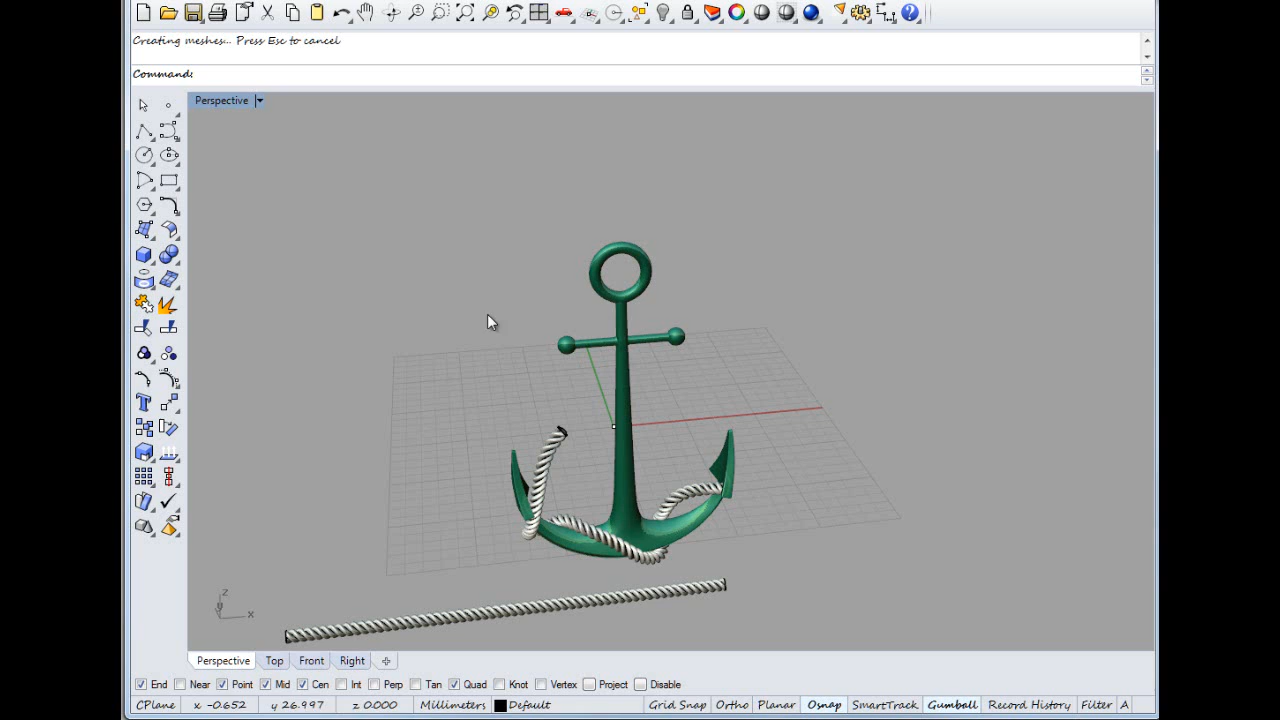 Creating meshes... Press Esc to cancel
Command:
Perspective
z
y
x
Perspective Top Front Right
End Near Point Mid Cen Int Perp Tan Quad Knot Vertex Project Disable
CPlane x -0.652 y 26.997 z 0.000 Millimeters Default Grid Snap Ortho Planar Osnap SmartTrack Gumball Record History Filter A